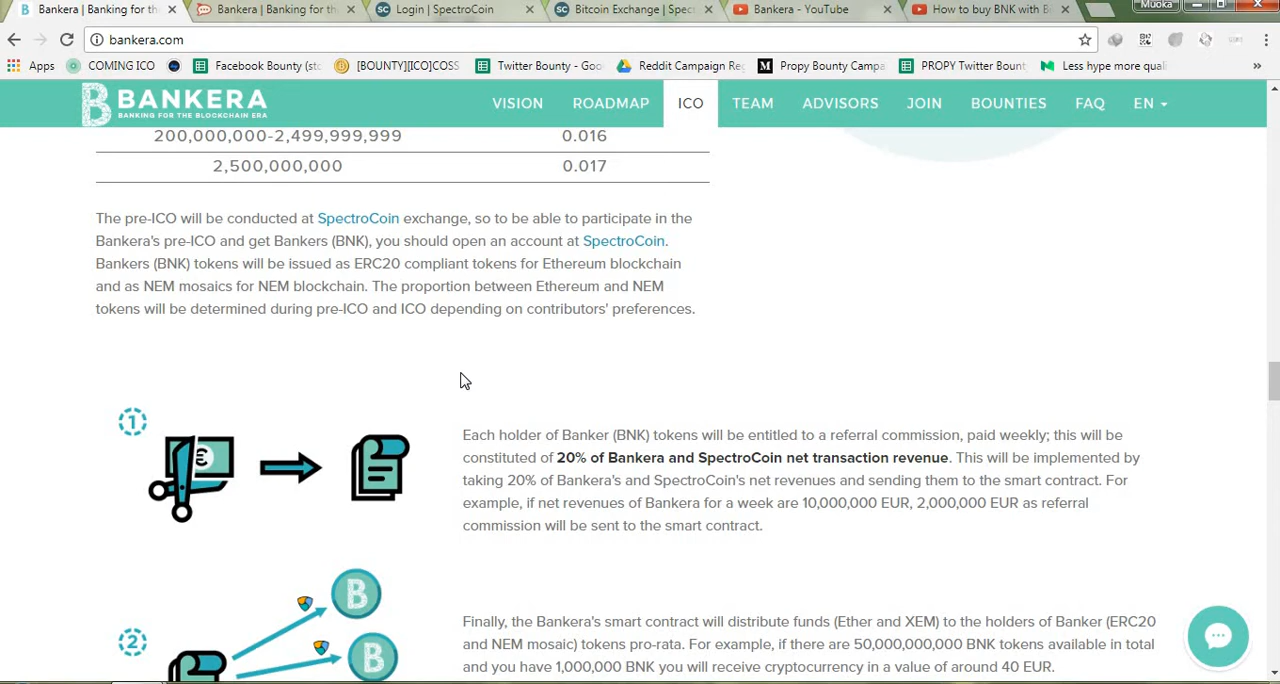 Bankera | Banking for the
Bankera | Banking for th
Login | SpectroCoin
Bitcoin Exchange | Spect
Bankera - YouTube
How to buy BNK with B
Muoka
bankera.com
Apps
COMING ICO
Facebook Bounty (sto
[BOUNTY][ICO]COSS
Twitter Bounty - Goo
Reddit Campaign Reg
Propy Bounty Campa
PROPY Twitter Bount
Less hype more quali
»
BANKERA
BANKING FOR THE BLOCKCHAIN ERA
VISION
ROADMAP
ICO
TEAM
ADVISORS
JOIN
BOUNTIES
FAQ
EN
200,000,000-2,499,999,999 0.016
2,500,000,000 0.017
The pre-ICO will be conducted at SpectroCoin exchange, so to be able to participate in the
Bankera's pre-ICO and get Bankers (BNK), you should open an account at SpectroCoin.
Bankers (BNK) tokens will be issued as ERC20 compliant tokens for Ethereum blockchain
and as NEM mosaics for NEM blockchain. The proportion between Ethereum and NEM
tokens will be determined during pre-ICO and ICO depending on contributors' preferences.
1
Each holder of Banker (BNK) tokens will be entitled to a referral commission, paid weekly; this will be
constituted of 20% of Bankera and SpectroCoin net transaction revenue. This will be implemented by
taking 20% of Bankera's and SpectroCoin's net revenues and sending them to the smart contract. For
example, if net revenues of Bankera for a week are 10,000,000 EUR, 2,000,000 EUR as referral
commission will be sent to the smart contract.
2
Finally, the Bankera's smart contract will distribute funds (Ether and XEM) to the holders of Banker (ERC20
and NEM mosaic) tokens pro-rata. For example, if there are 50,000,000,000 BNK tokens available in total
and you have 1,000,000 BNK you will receive cryptocurrency in a value of around 40 EUR.